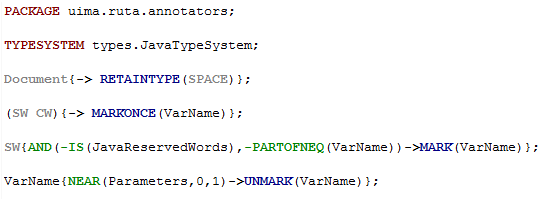 PACKAGE uima.ruta.annotators;
TYPESYSTEM types.JavaTypeSystem;
Document{-> RETAINTYPE(SPACE)};
(SW CW){-> MARKONCE(VarName)};
SW{AND(-IS(JavaReservedWords),-PARTOFNEQ(VarName))->MARK(VarName)};
VarName{NEAR(Parameters,0,1)->UNMARK(VarName)};